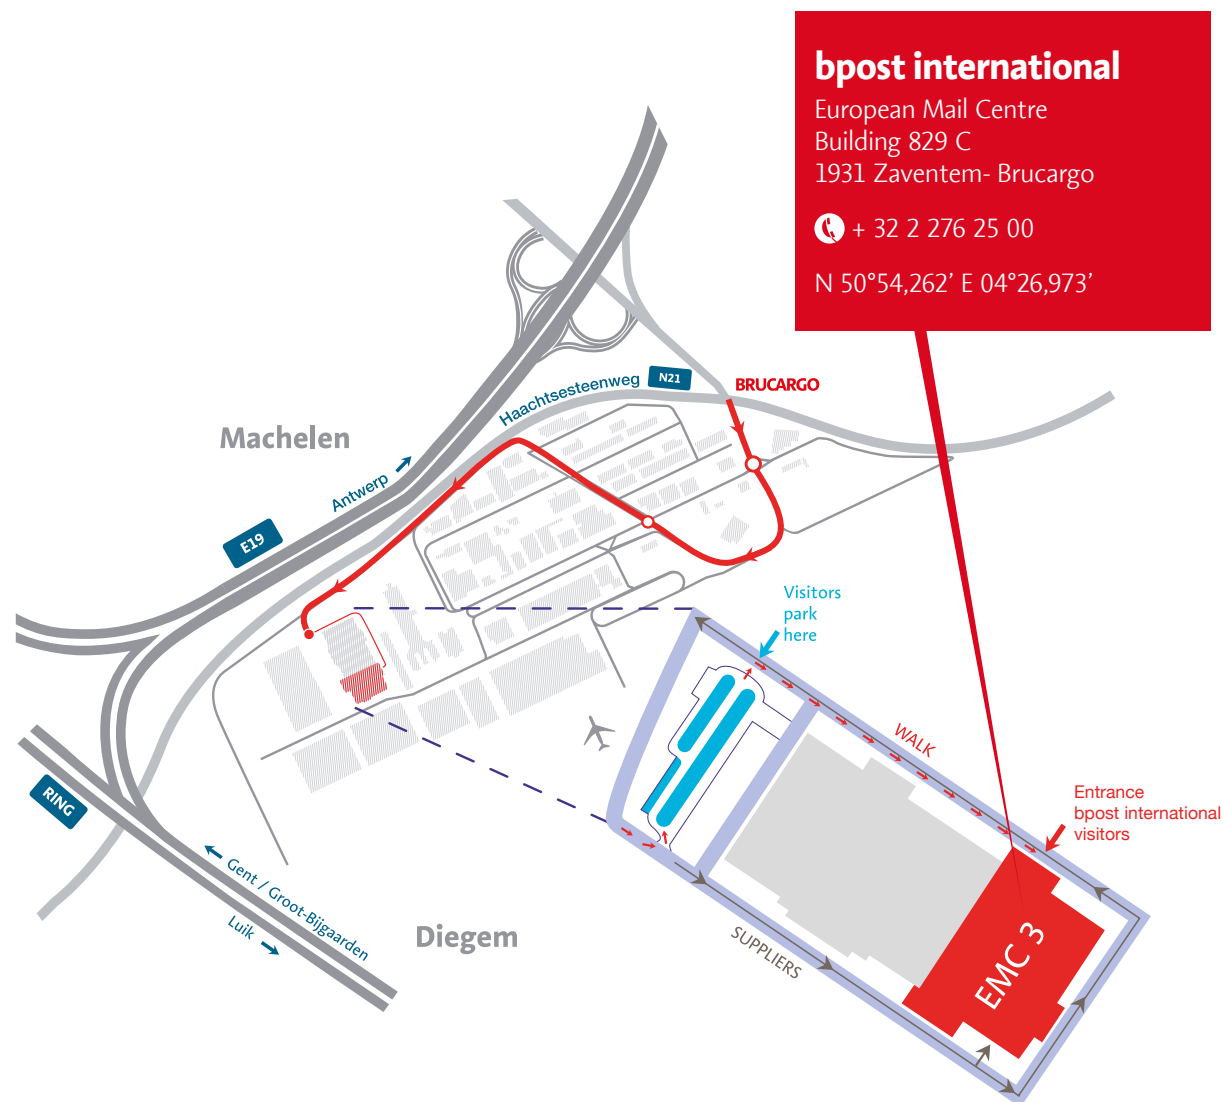 bpost international
European Mail Centre
Building 829 C
1931 Zaventem- Brucargo
+ 32 2 276 25 00
N 50°54,262’ E 04°26,973’
N21
BRUCARGO
Haachtsesteenweg
Machelen
Antwerp
E19
Visitors
park
here
WALK
RING
Entrance
bpost international
visitors
Gent / Groot-Bijgaarden
Luik
Diegem
SUPPLIERS
EMC 3